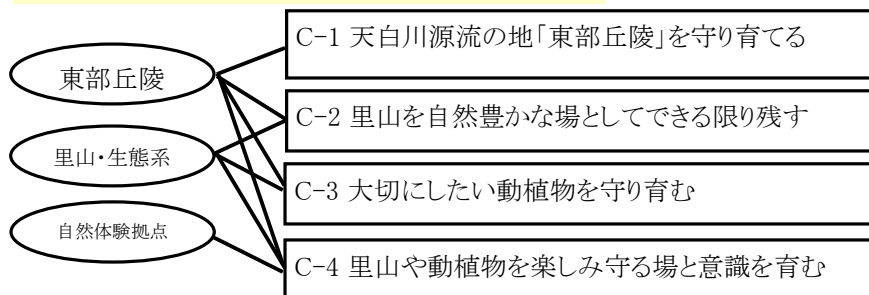 東部丘陵
里山・生態系
自然体験拠点
C-1 天白川源流の地「東部丘陵」を守り育てる
C-2 里山を自然豊かな場としてできる限り残す
C-3 大切にしたい動植物を守り育む
C-4 里山や動植物を楽しみ守る場と意識を育む